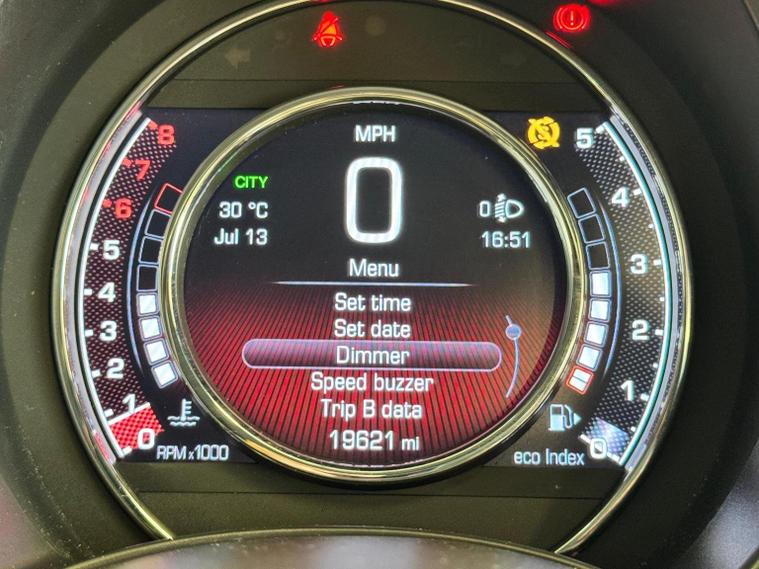 MPH
CITY
0
30 °C
0
Jul 13
16:51
Menu
Set time
Set date
Dimmer
Speed buzzer
Trip B data
19621 mi
8
7
6
5
4
3
2
1
0
RPM x1000
5
4
3
2
1
0
eco Index